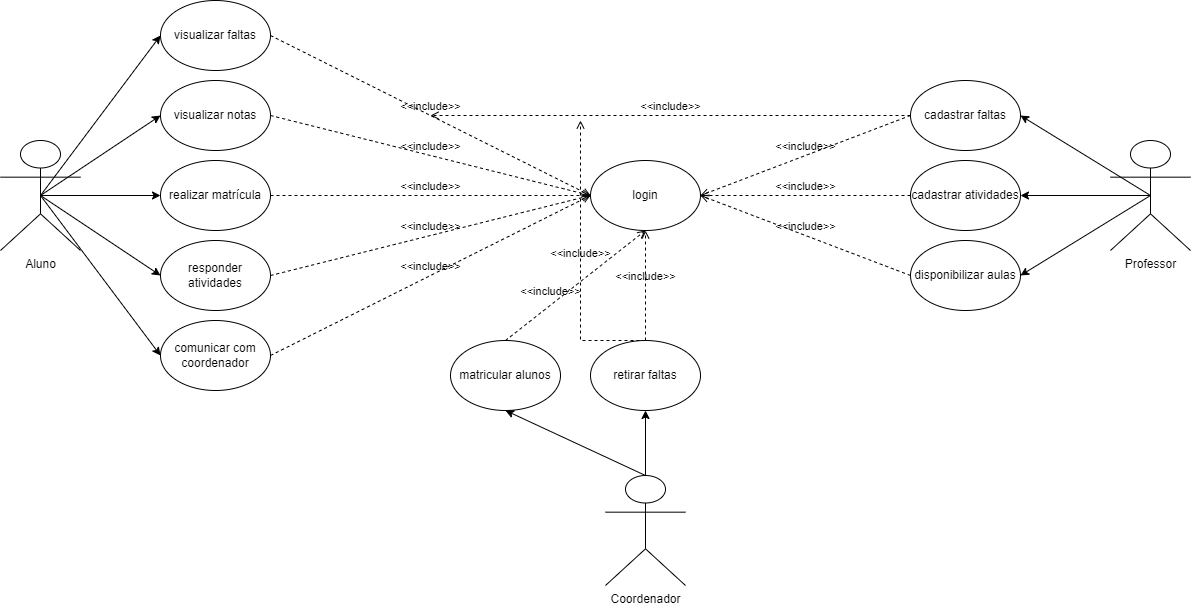 visualizar faltas
<<include>>
<<include>>
visualizar notas
cadastrar faltas
<<include>>
<<include>>
realizar matrícula
<<include>>
login
<<include>>
cadastrar atividades
<<include>>
<<include>>
Aluno
Professor
responder
atividades
<<include>>
<<include>>
<<include>>
<<include>>
disponibilizar aulas
comunicar com
coordenador
matricular alunos
retirar faltas
Coordenador